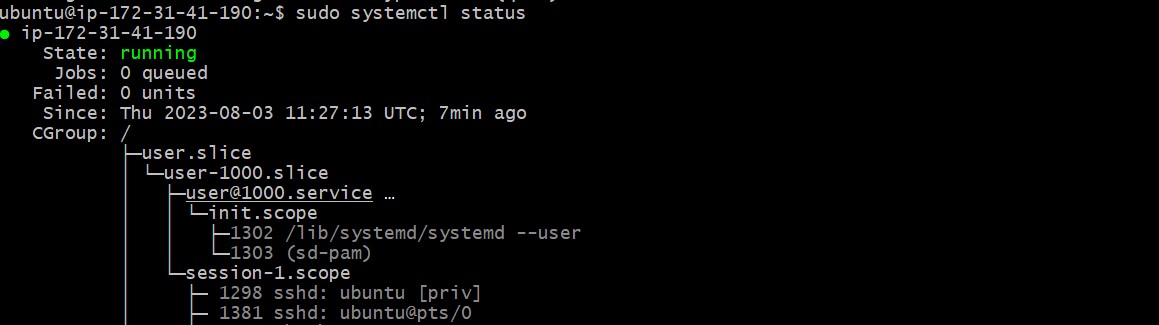 ubuntu@ip-172-31-41-190:~$ sudo systemctl status
● ip-172-31-41-190
    State: running
     Jobs: 0 queued
   Failed: 0 units
    Since: Thu 2023-08-03 11:27:13 UTC; 7min ago
   CGroup: /
           ├─user.slice
           │ └─user-1000.slice
           │   ├─user@1000.service …
           │   │ └─init.scope
           │   │   ├─1302 /lib/systemd/systemd --user
           │   │   └─1303 (sd-pam)
           │   └─session-1.scope
           │     ├─ 1298 sshd: ubuntu [priv]
           │     ├─ 1381 sshd: ubuntu@pts/0